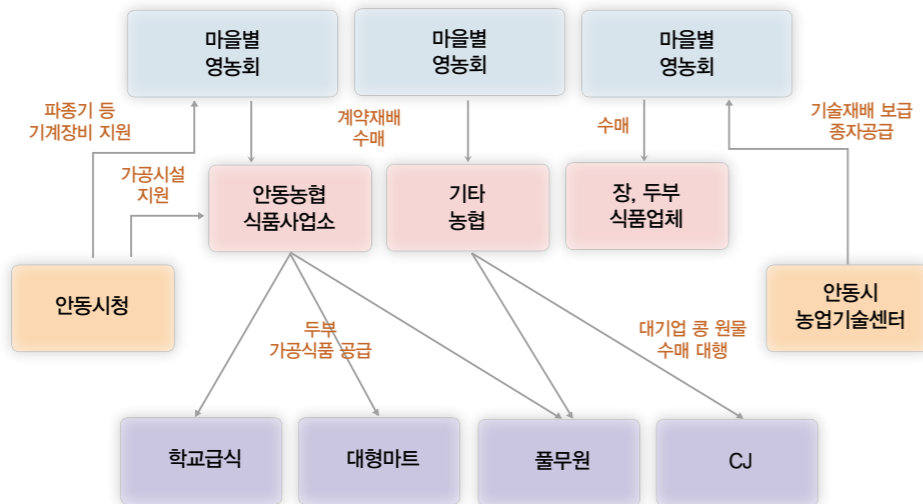 마을별
영농회
마을별
영농회
마을별
영농회
파종기 등
기계장비 지원
계약재배
수매
수매
기술재배 보급
종자공급
가공시설
지원
안동농협
식품사업소
기타
농협
장, 두부
식품업체
안동시청
안동시
농업기술센터
두부
가공식품 공급
대기업 콩 원물
수매 대행
학교급식
대형마트
풀무원
CJ